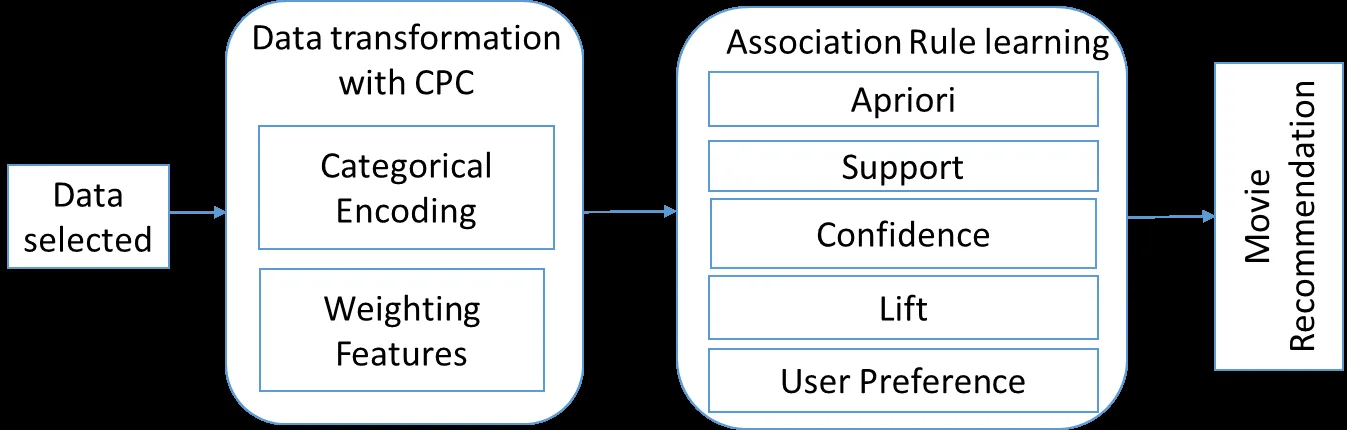 Data
selected
Data transformation
with CPC
Categorical
Encoding
Weighting
Features
Association Rule learning
Apriori
Support
Confidence
Lift
User Preference
Movie
Recommendation